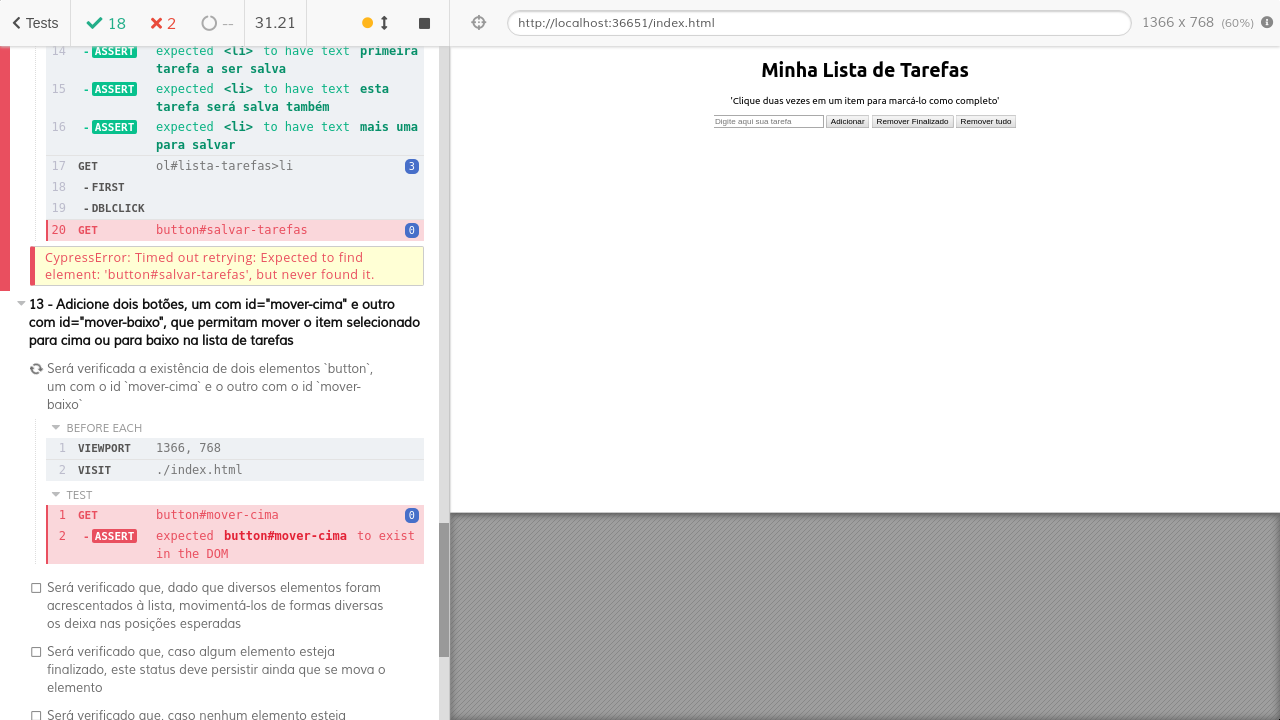 Tests 18 2 -- 31.21 http://localhost:36651/index.html 1366 x 768 (60%)
14 - ASSERT expected <li> to have text primeira
tarefa a ser salva
15 - ASSERT expected <li> to have text esta
tarefa será salva também
16 - ASSERT expected <li> to have text mais uma
para salvar
17 GET ol#lista-tarefas>li 3
18 - FIRST
19 - DBLCLICK
20 GET button#salvar-tarefas 0
CypressError: Timed out retrying: Expected to find
element: 'button#salvar-tarefas', but never found it.
13 - Adicione dois botões, um com id="mover-cima" e outro
com id="mover-baixo", que permitam mover o item selecionado
para cima ou para baixo na lista de tarefas
Será verificada a existência de dois elementos `button`,
um com o id `mover-cima` e o outro com o id `mover-
baixo`
BEFORE EACH
1 VIEWPORT 1366, 768
2 VISIT ./index.html
TEST
1 GET button#mover-cima 0
2 - ASSERT expected button#mover-cima to exist
in the DOM
Será verificado que, dado que diversos elementos foram
acrescentados à lista, movimentá-los de formas diversas
os deixa nas posições esperadas
Será verificado que, caso algum elemento esteja
finalizado, este status deve persistir ainda que se mova o
elemento
Será verificado que, caso nenhum elemento esteja
Minha Lista de Tarefas
'Clique duas vezes em um item para marcá-lo como completo'
Digite aqui sua tarefa Adicionar Remover Finalizado Remover tudo